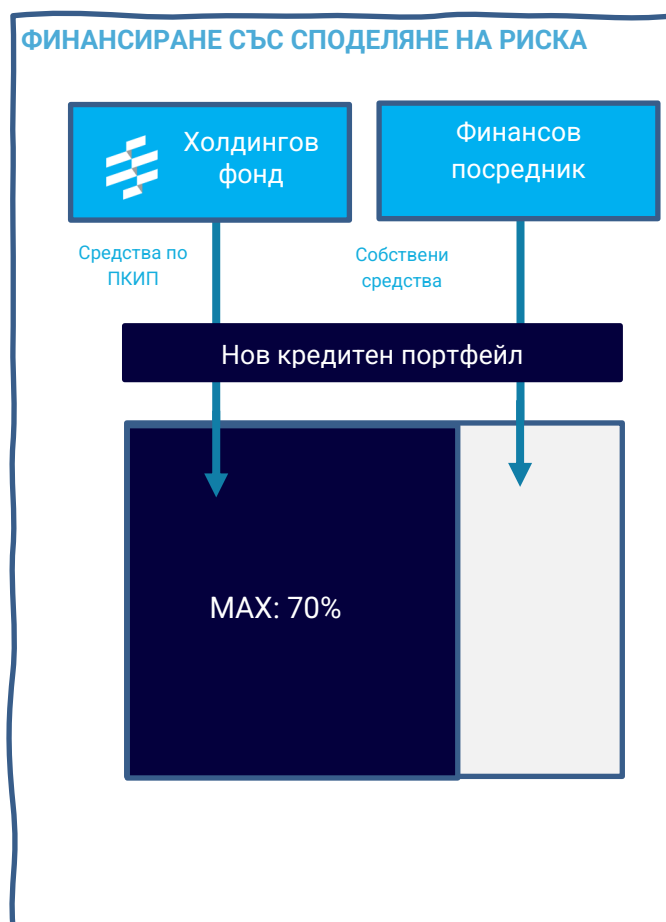 ФИНАНСИРАНЕ СЪС СПОДЕЛЯНЕ НА РИСКА
Холдингов
фонд
Финансов
посредник
Средства по
ПКИП
Собствени
средства
Нов кредитен портфейл
MAX: 70%